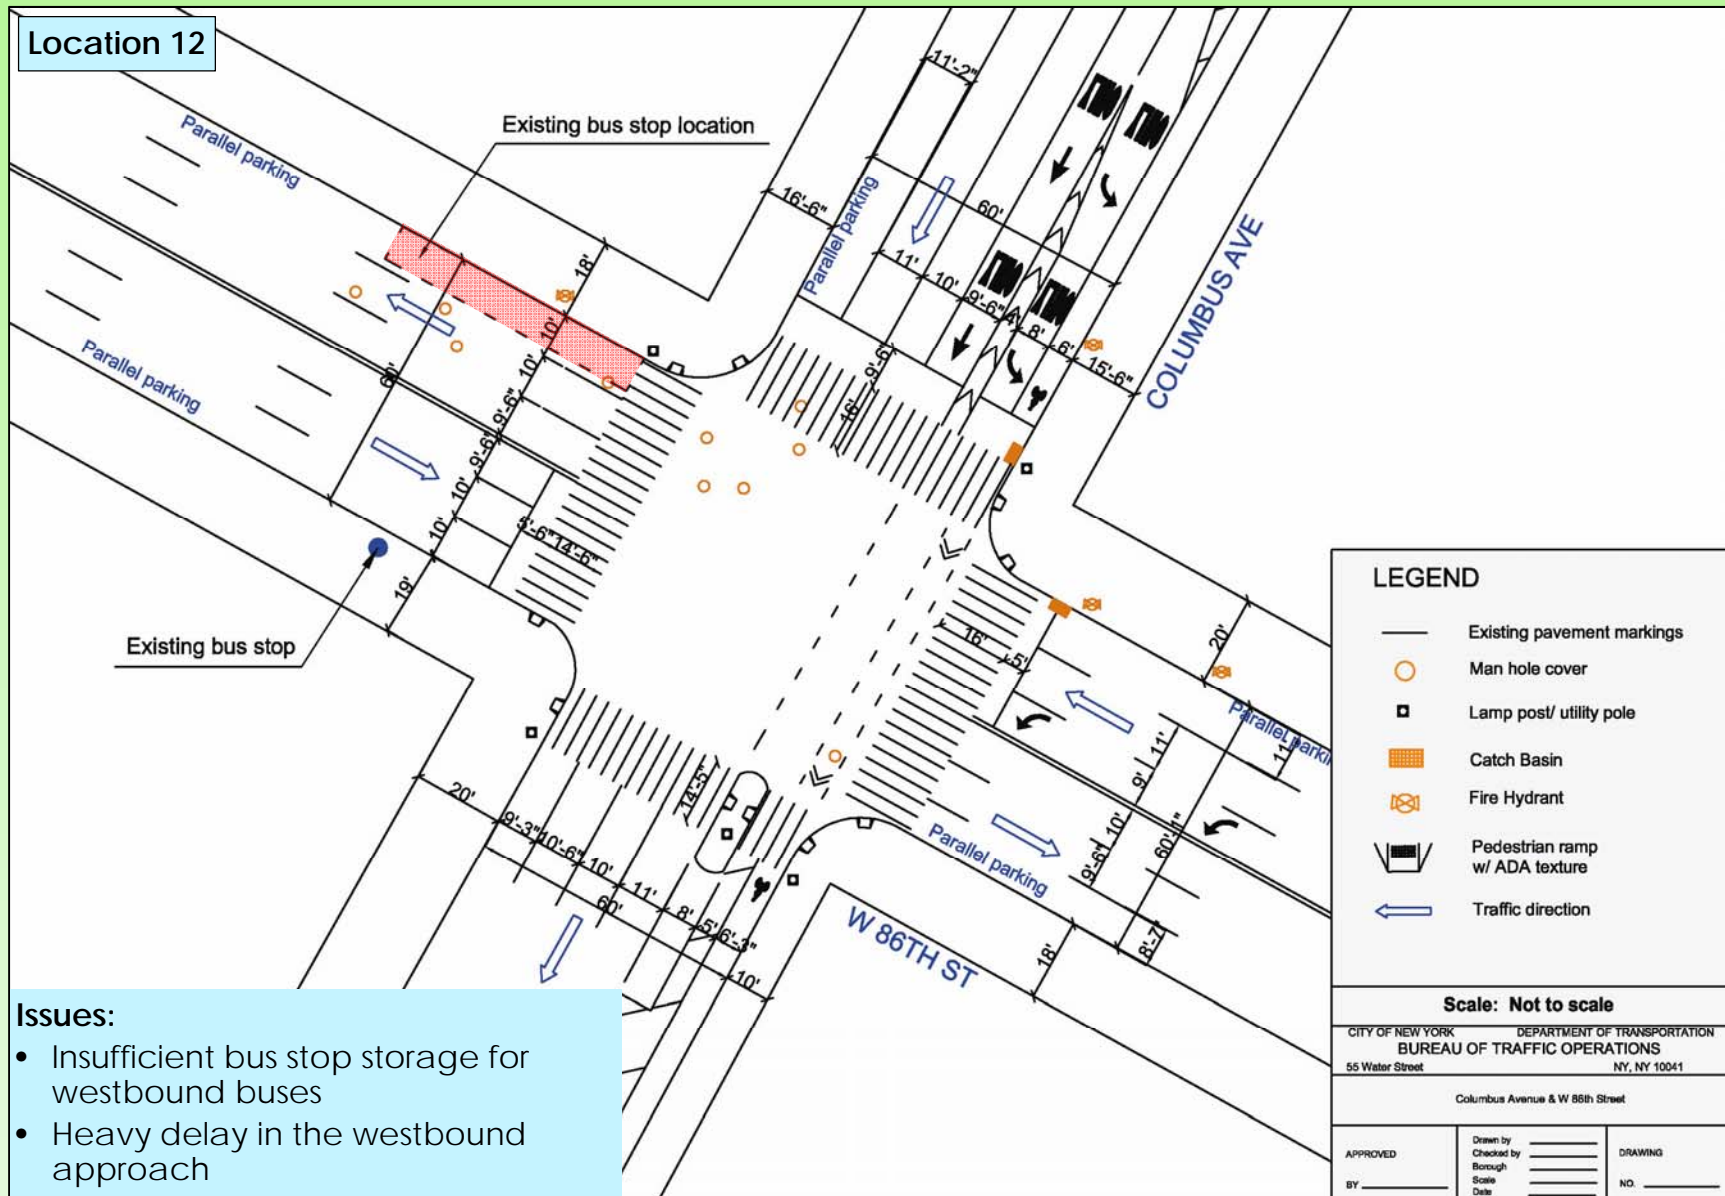 Location 12
Existing bus stop location
Parallel parking
Parallel parking
Parallel parking
11'-2"
16'-6"
60'
11'
10'
9'-6"
4'
8'
6'
15'-6"
COLUMBUS AVE
18'
10'
10'
9'-6"
9'-6"
10'
10'
19'
60'
9'-6"
16'
5'-6"
14'-6"
Existing bus stop
16'
5'
20'
Parallel parki
11'
11'
9'
10'
9'-6"
60'-1"
8'-7"
18'
Parallel parking
W 86TH ST
14'-5"
20'
9'-3"
10'-6"
10'
11'
8'
5'
6'-3"
60'
10'
LEGEND
Existing pavement markings
Man hole cover
Lamp post/ utility pole
Catch Basin
Fire Hydrant
Pedestrian ramp
w/ ADA texture
Traffic direction
Scale: Not to scale
CITY OF NEW YORK DEPARTMENT OF TRANSPORTATION
BUREAU OF TRAFFIC OPERATIONS
55 Water Street NY, NY 10041
Columbus Avenue & W 86th Street
APPROVED
BY
Drawn by
Checked by
Borough
Scale
Date
DRAWING
NO.
Issues:
• Insufficient bus stop storage for
westbound buses
• Heavy delay in the westbound
approach